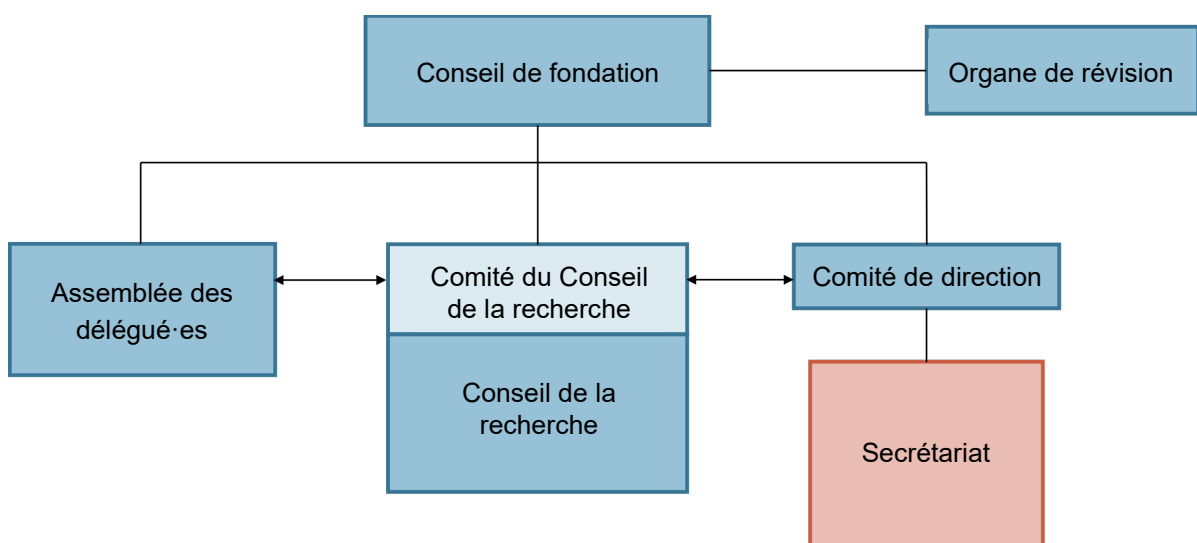 Conseil de fondation
Organe de révision
Assemblée des
délégué·es
Comité du Conseil
de la recherche
Comité de direction
Conseil de la
recherche
Secrétariat